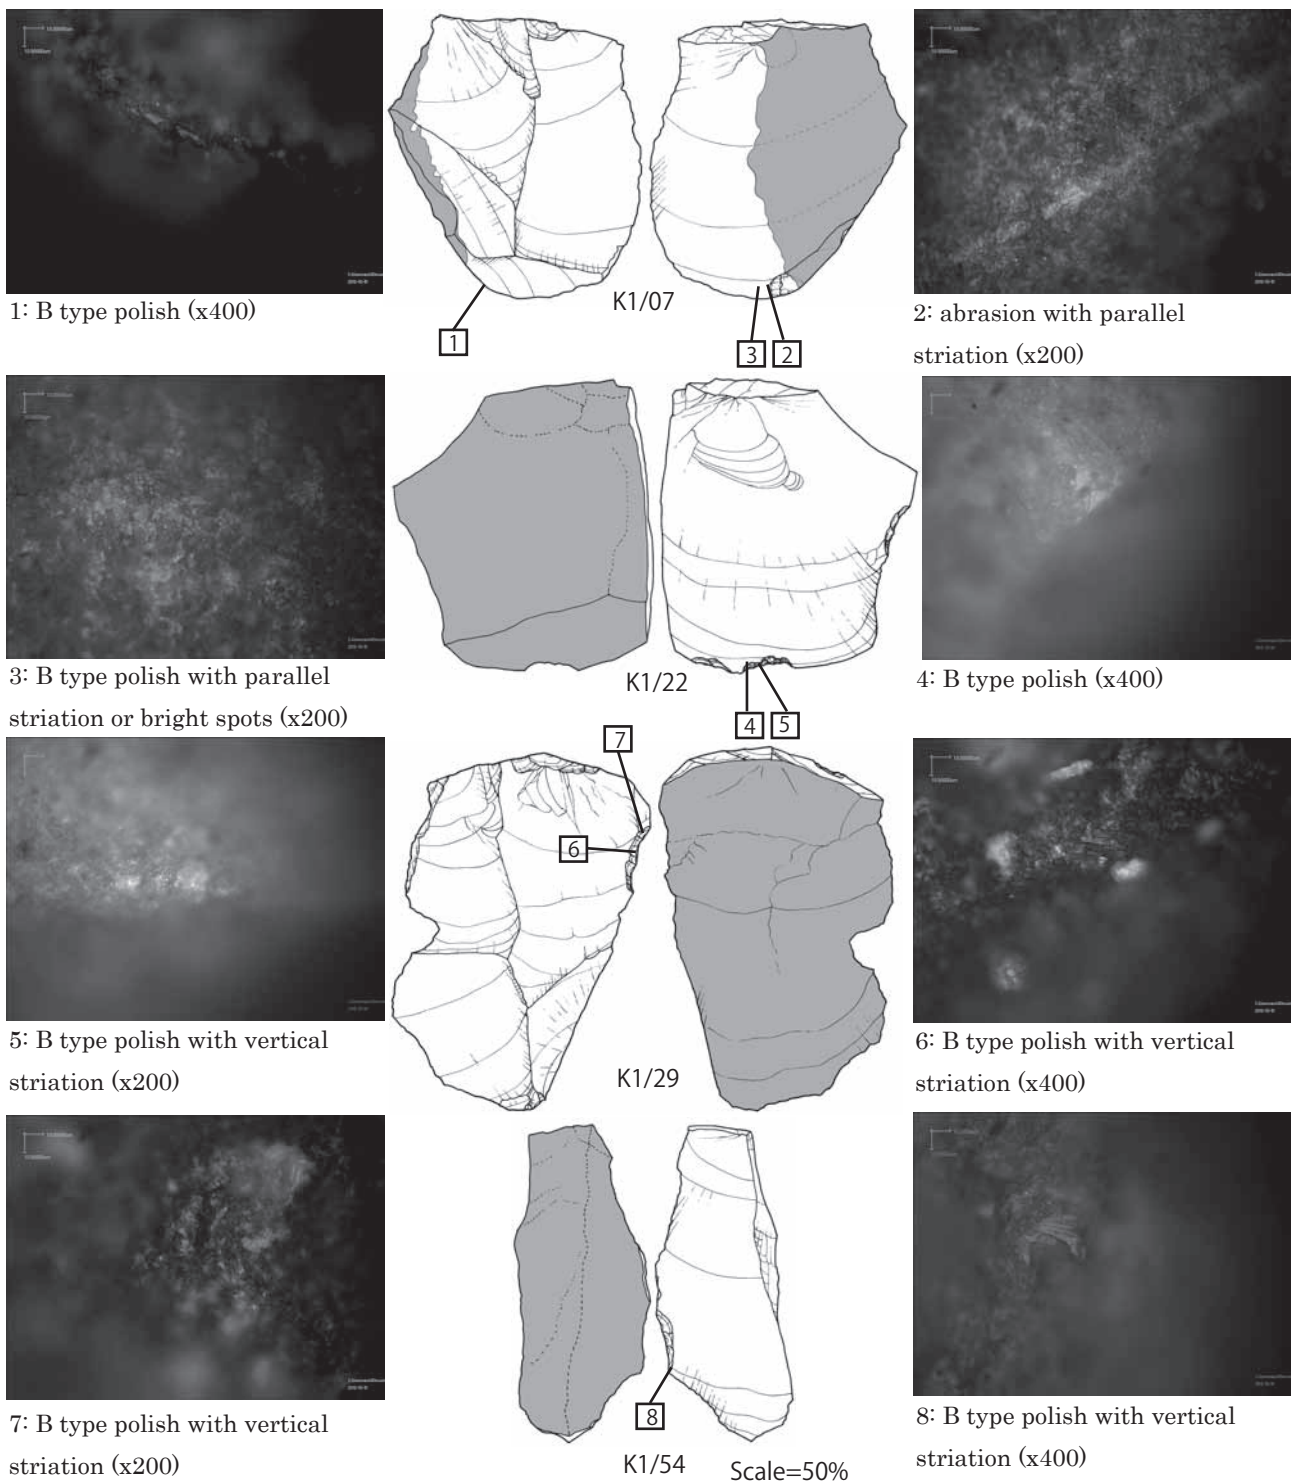 1: B type polish (x400)
K1/07
1
3
2
2: abrasion with parallel
striation (x200)
3: B type polish with parallel
striation or bright spots (x200)
K1/22
4
5
4: B type polish (x400)
7
6
5: B type polish with vertical
striation (x200)
K1/29
6: B type polish with vertical
striation (x400)
7: B type polish with vertical
striation (x200)
8
K1/54
Scale=50%
8: B type polish with vertical
striation (x400)